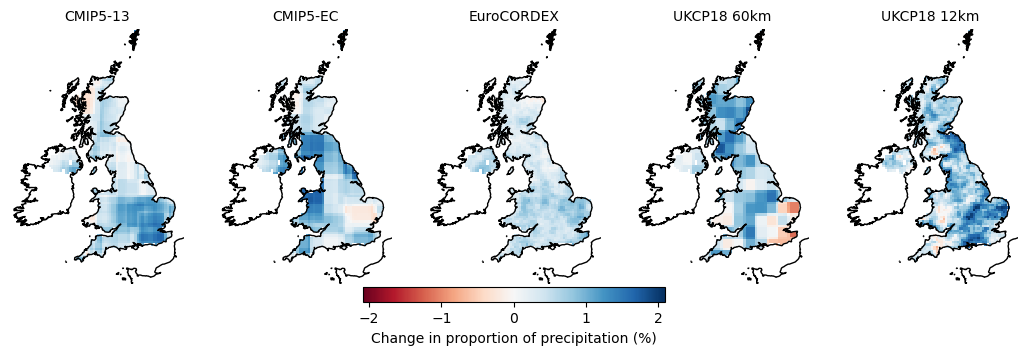 CMIP5-13 CMIP5-EC EuroCORDEX UKCP18 60km UKCP18 12km
−2 −1 0 1 2
Change in proportion of precipitation (%)